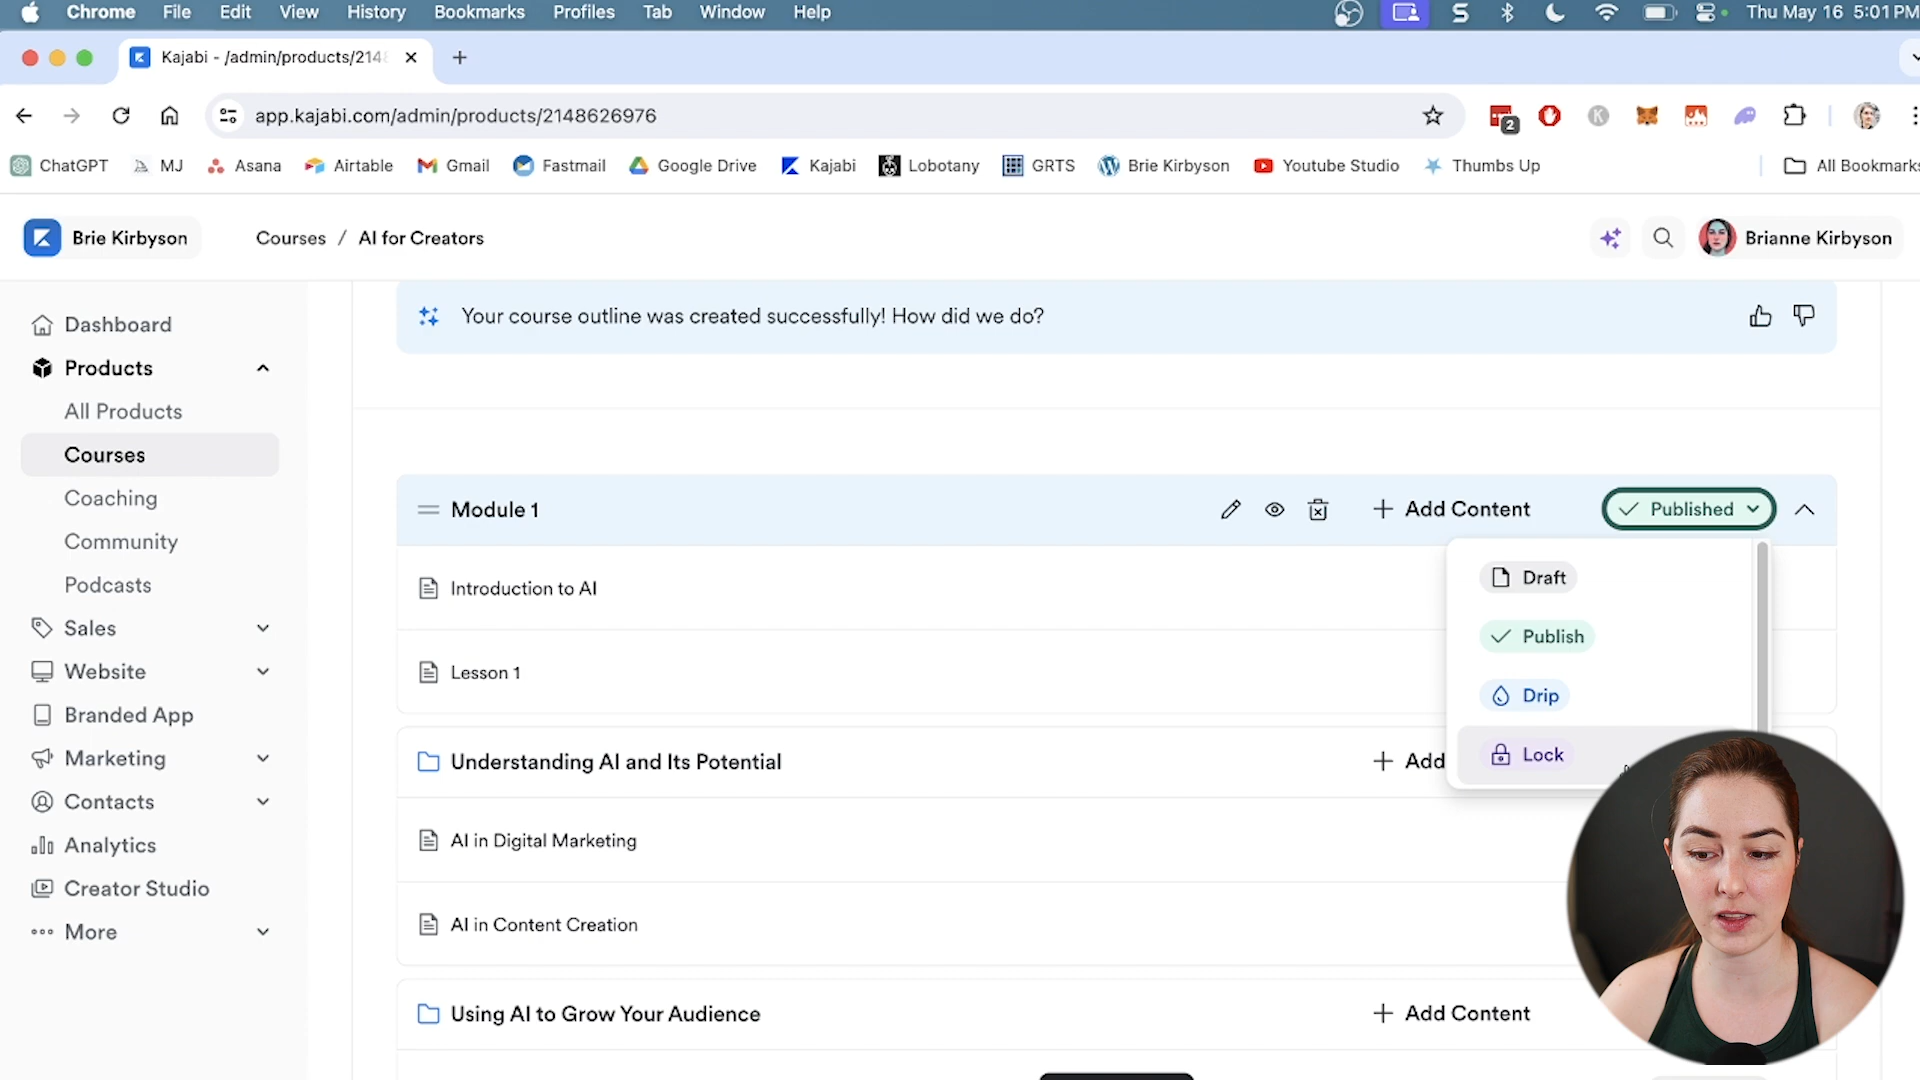 Chrome File Edit View History Bookmarks Profiles Tab Window Help Thu May 16 5:01 PM
Kajabi - /admin/products/2148
app.kajabi.com/admin/products/2148626976
2
ChatGPT MJ Asana Airtable Gmail Fastmail Google Drive Kajabi Lobotany GRTS Brie Kirbyson Youtube Studio Thumbs Up All Bookmarks
Brie Kirbyson Courses / AI for Creators Brianne Kirbyson
Dashboard
Products
All Products
Courses
Coaching
Community
Podcasts
Sales
Website
Branded App
Marketing
Contacts
Analytics
Creator Studio
More
Your course outline was created successfully! How did we do?
Module 1 + Add Content Published
Introduction to AI
Lesson 1
Draft
Publish
Drip
Lock
Understanding AI and Its Potential + Add
AI in Digital Marketing
AI in Content Creation
Using AI to Grow Your Audience + Add Content